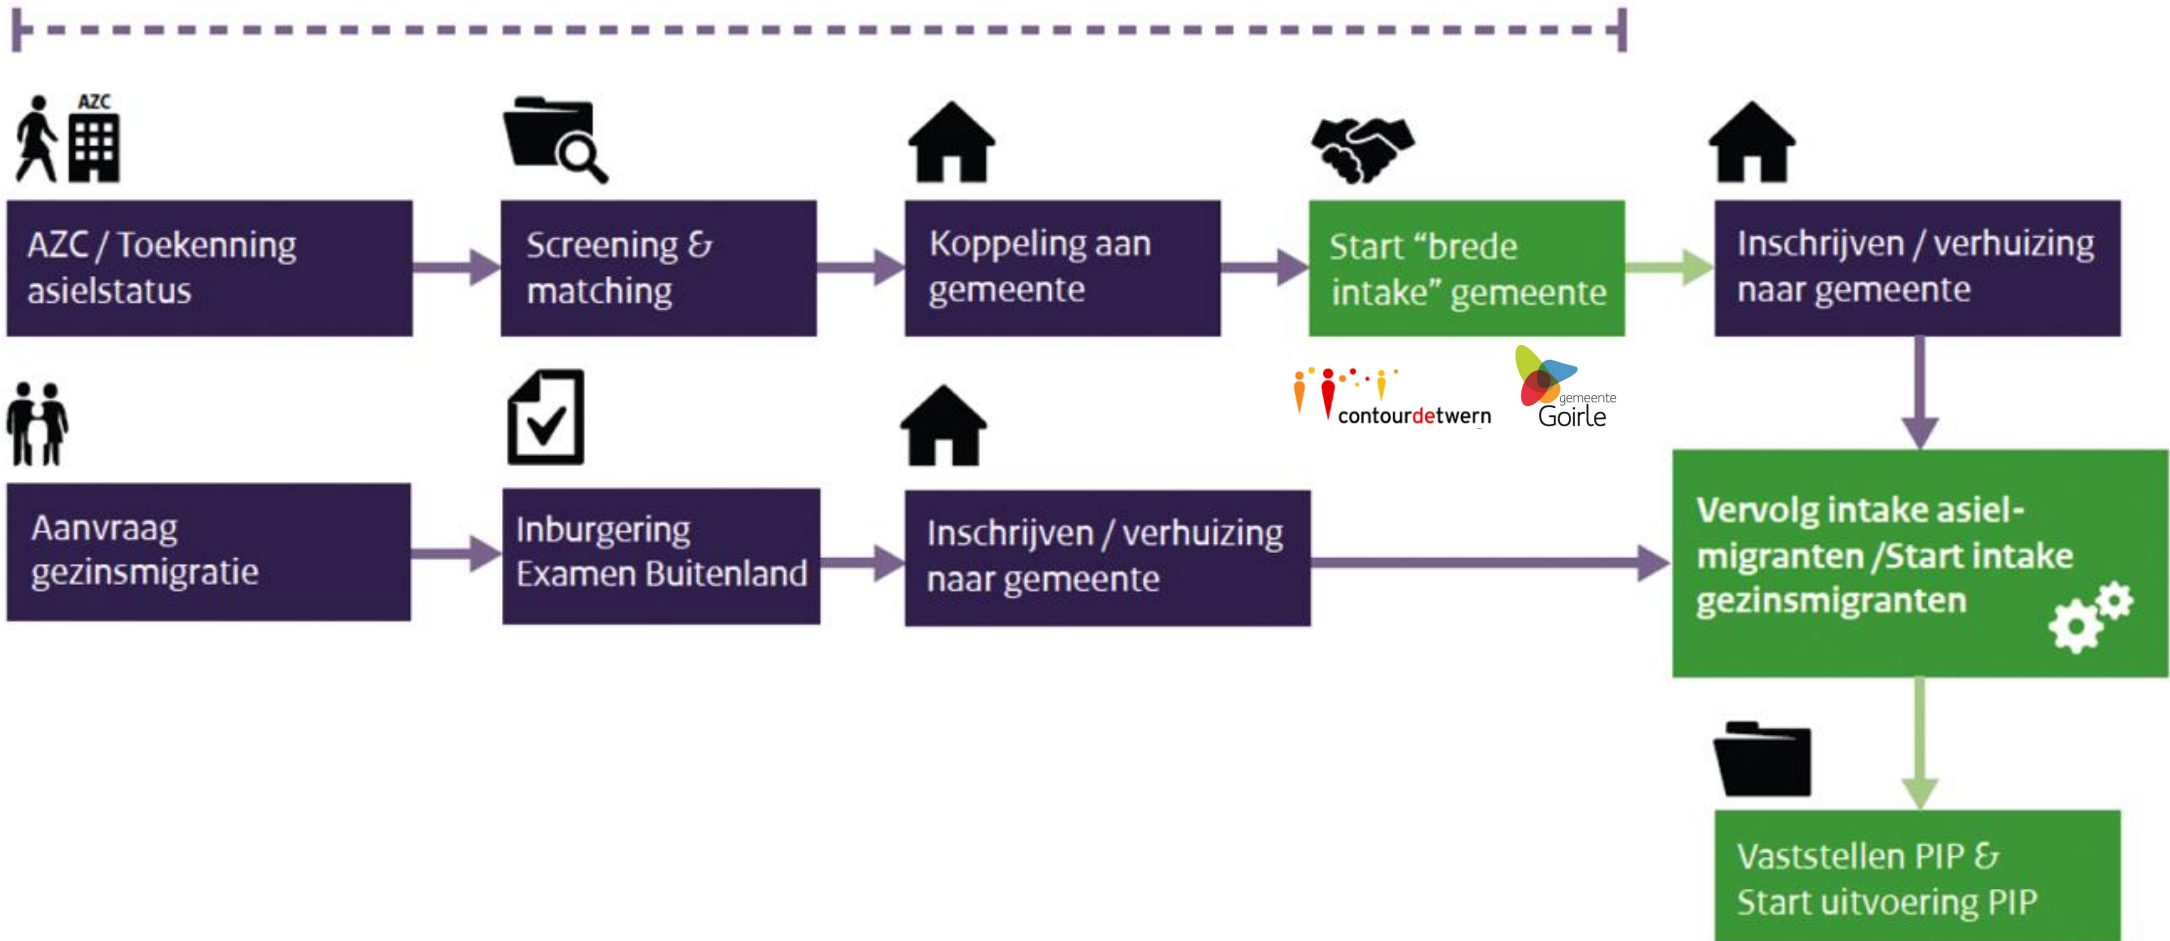 AZC
AZC / Toekenning
asielstatus
Screening &
matching
Koppeling aan
gemeente
Start “brede
intake” gemeente
Inschrijven / verhuizing
naar gemeente
contourdetwern
gemeente
Goirle
Aanvraag
gezinsmigratie
Inburgering
Examen Buitenland
Inschrijven / verhuizing
naar gemeente
Vervolg intake asiel-
migranten /Start intake
gezinsmigranten
Vaststellen PIP &
Start uitvoering PIP